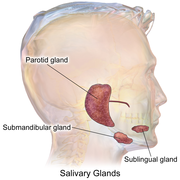 Parotid gland
Submandibular gland
Sublingual gland
Salivary Glands